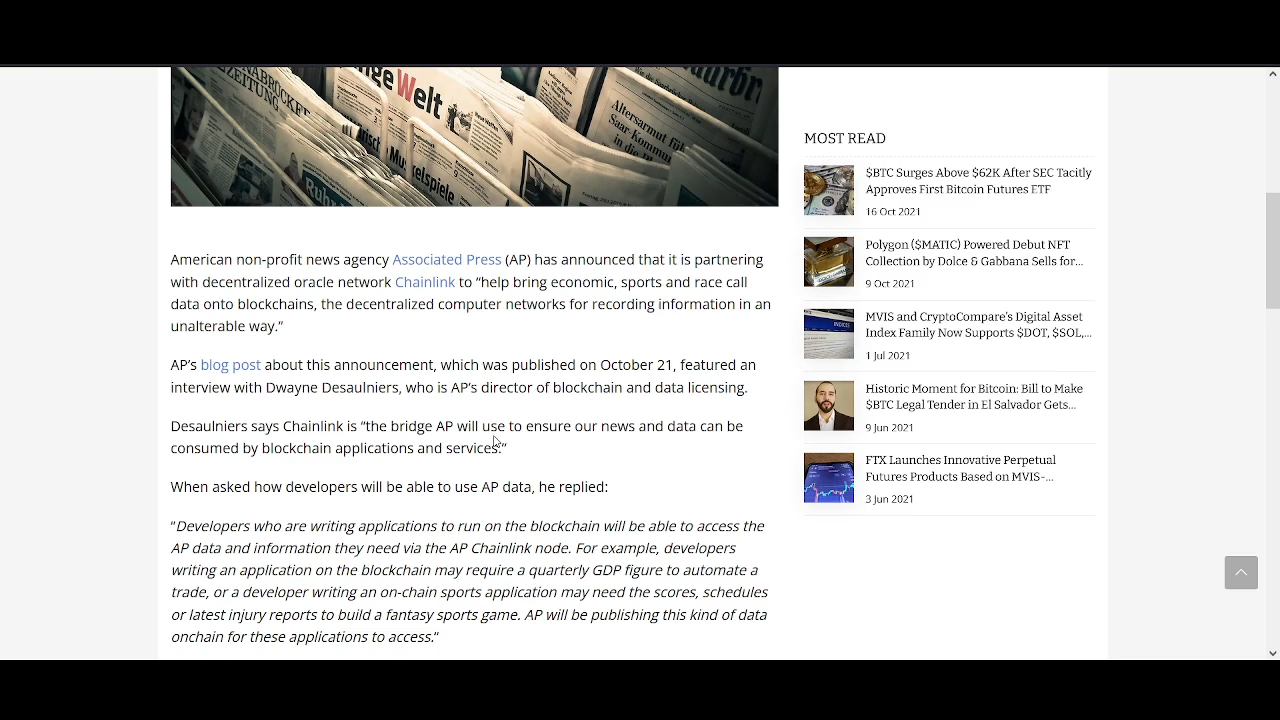 OSNABRÜCKER
ZEITUNG
Welt
Altersarmut
Saar-Kommun
in die
Ruhr
MOST READ
$BTC Surges Above $62K After SEC Tacitly
Approves First Bitcoin Futures ETF
16 Oct 2021
Polygon ($MATIC) Powered Debut NFT
Collection by Dolce & Gabbana Sells for...
9 Oct 2021
MVIS and CryptoCompare's Digital Asset
Index Family Now Supports $DOT, $SOL,...
1 Jul 2021
Historic Moment for Bitcoin: Bill to Make
$BTC Legal Tender in El Salvador Gets...
9 Jun 2021
FTX Launches Innovative Perpetual
Futures Products Based on MVIS-...
3 Jun 2021
American non-profit news agency Associated Press (AP) has announced that it is partnering
with decentralized oracle network Chainlink to “help bring economic, sports and race call
data onto blockchains, the decentralized computer networks for recording information in an
unalterable way.”
AP’s blog post about this announcement, which was published on October 21, featured an
interview with Dwayne Desaulniers, who is AP’s director of blockchain and data licensing.
Desaulniers says Chainlink is “the bridge AP will use to ensure our news and data can be
consumed by blockchain applications and services.”
When asked how developers will be able to use AP data, he replied:
“Developers who are writing applications to run on the blockchain will be able to access the
AP data and information they need via the AP Chainlink node. For example, developers
writing an application on the blockchain may require a quarterly GDP figure to automate a
trade, or a developer writing an on-chain sports application may need the scores, schedules
or latest injury reports to build a fantasy sports game. AP will be publishing this kind of data
onchain for these applications to access.”